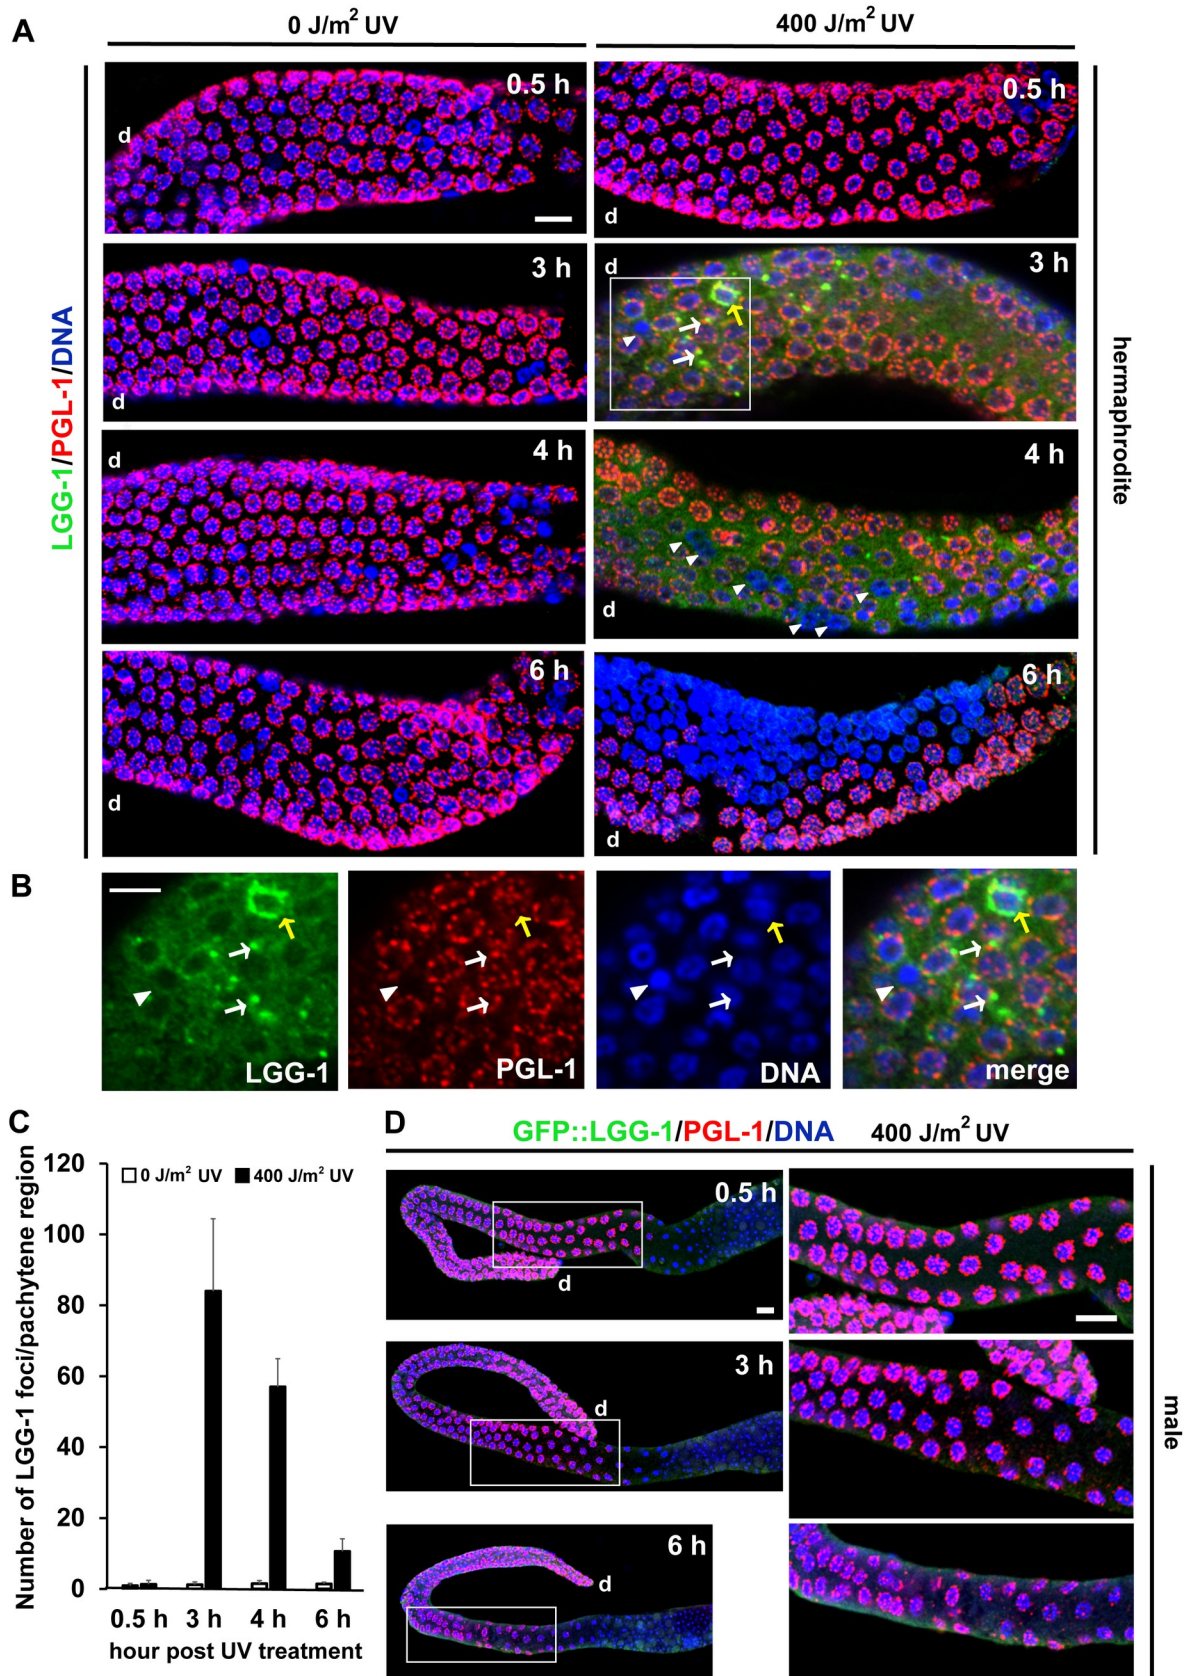 A
0 J/m² UV
400 J/m² UV
LGG-1/PGL-1/DNA
hermaphrodite
0.5 h
d
0.5 h
d
3 h
d
3 h
d
4 h
d
4 h
d
6 h
d
6 h
d
B
LGG-1
PGL-1
DNA
merge
C
Number of LGG-1 foci/pachytene region
120
100
80
60
40
20
0
0 J/m² UV
400 J/m² UV
0.5 h 3 h 4 h 6 h
hour post UV treatment
D
GFP::LGG-1/PGL-1/DNA 400 J/m² UV
male
0.5 h
d
3 h
d
6 h
d